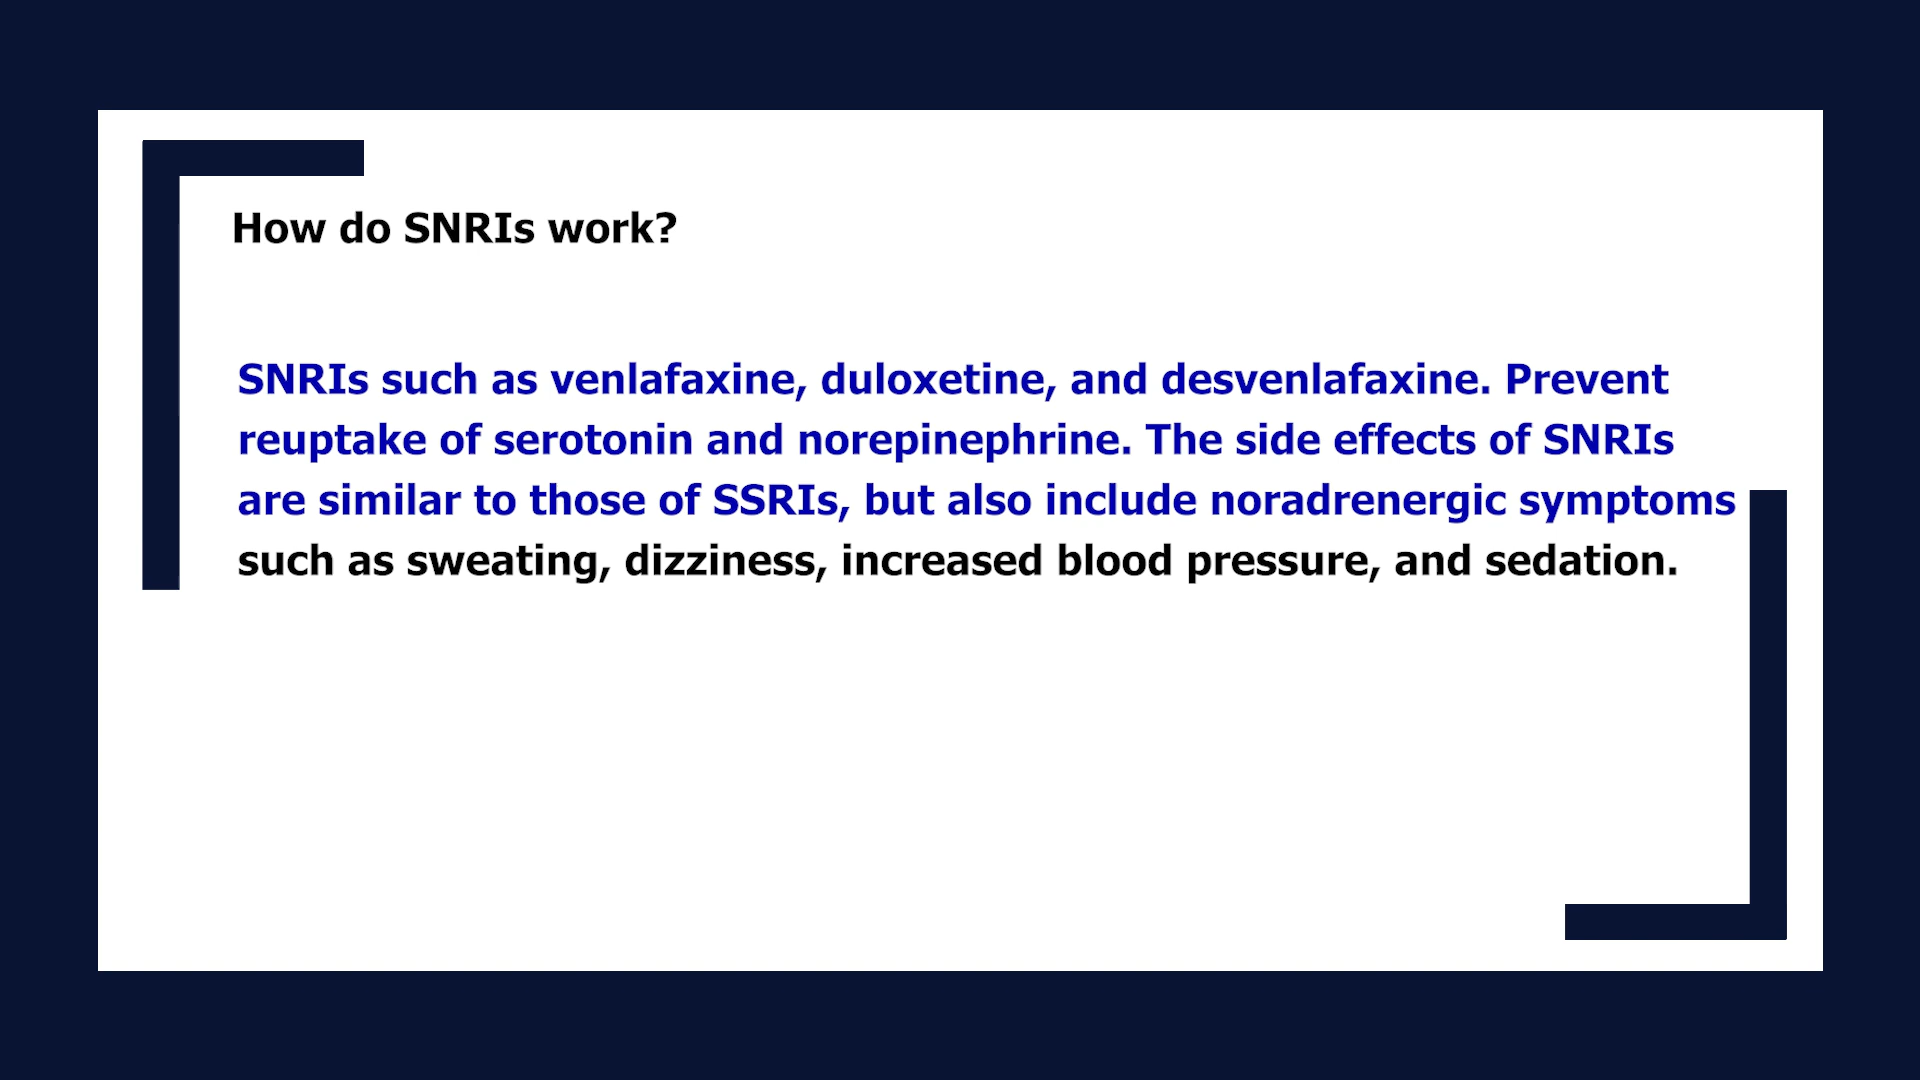 How do SNRIs work?
SNRIs such as venlafaxine, duloxetine, and desvenlafaxine. Prevent
reuptake of serotonin and norepinephrine. The side effects of SNRIs
are similar to those of SSRIs, but also include noradrenergic symptoms
such as sweating, dizziness, increased blood pressure, and sedation.